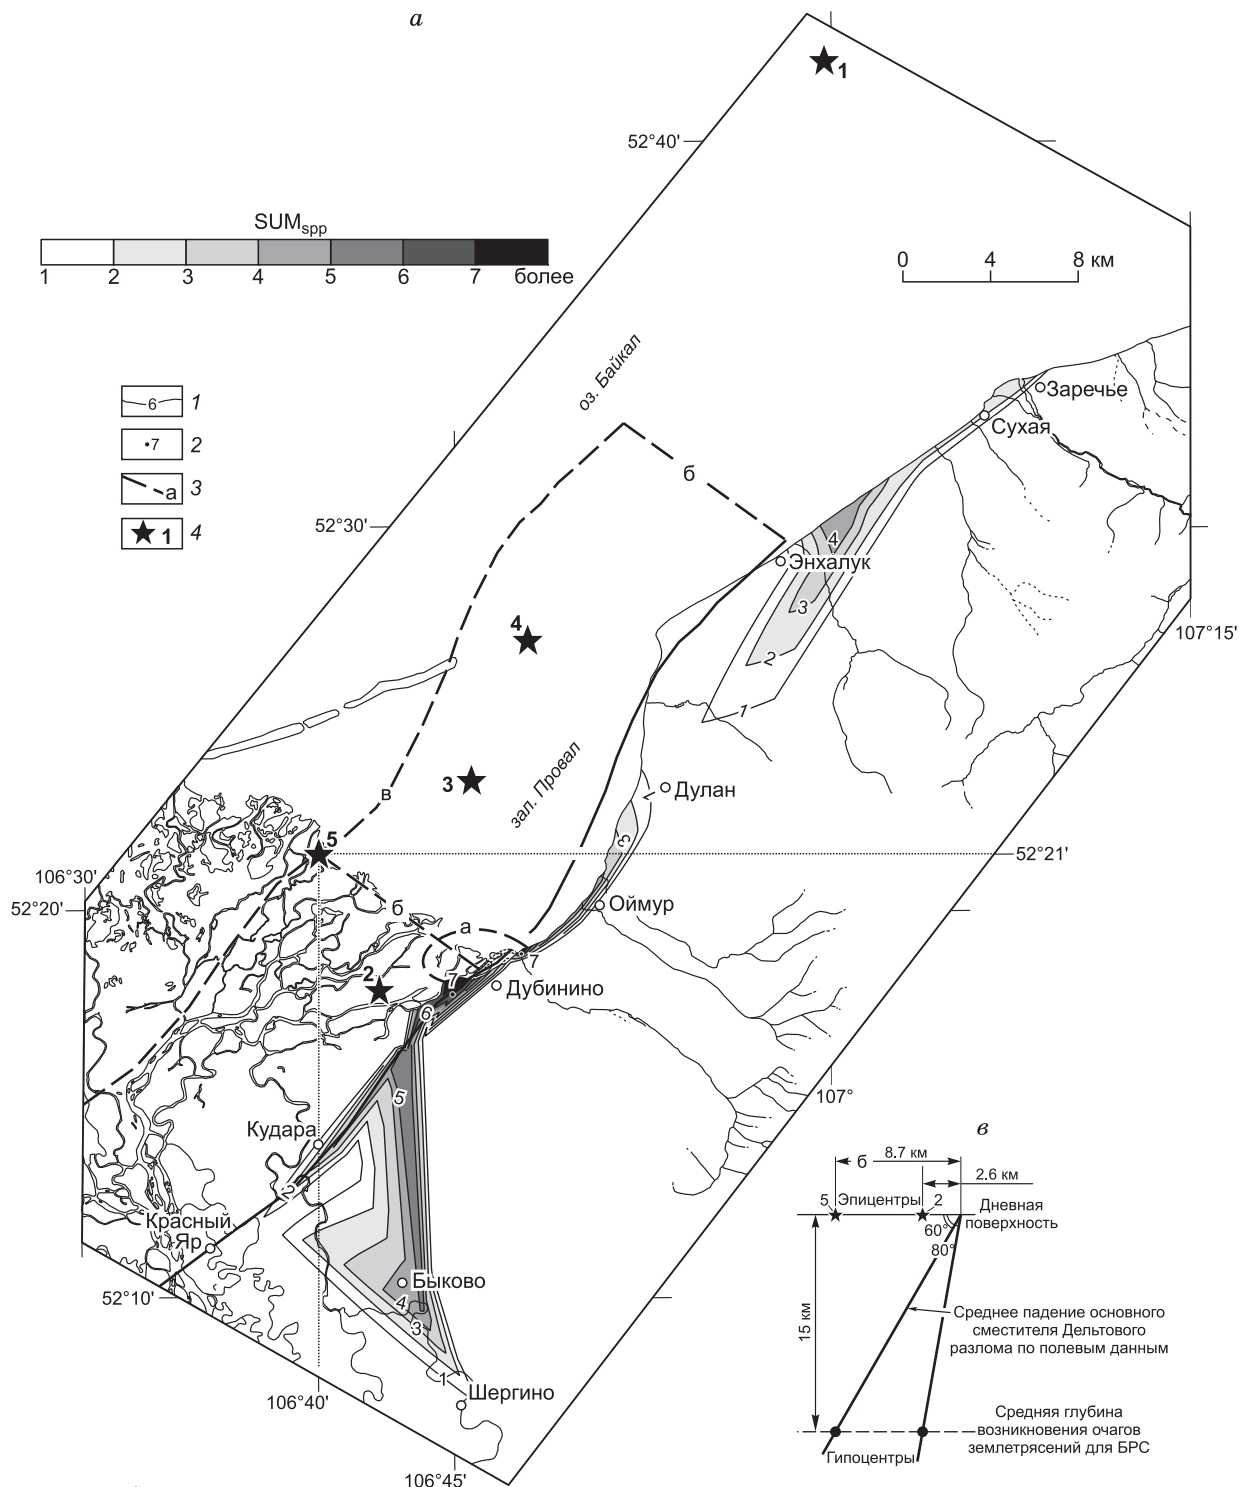 а
1
52°40'
SUMspp
1 2 3 4 5 6 7 более
0 4 8 км
оз. Байкал
6 1
7 2
а 3
1 4
Заречье
Сухая
б
52°30'
4
Энхалук
3
2
1
107°15'
4
3
в
зал. Провал
1
Дулан
3
5
52°21'
106°30'
52°20'
б
Оймур
а
7
2
7
Дубинино
6
5
107°
Кудара
2
Красный
Яр
Быково
4
3
52°10'
1
Шергино
106°40'
106°45'
в
б 8.7 км
2.6 км
5 Эпицентры 2
Дневная
поверхность
60°
80°
15 км
Среднее падение основного
сместителя Дельтового
разлома по полевым данным
Средняя глубина
возникновения очагов
землетрясений для БРС
Гипоцентры